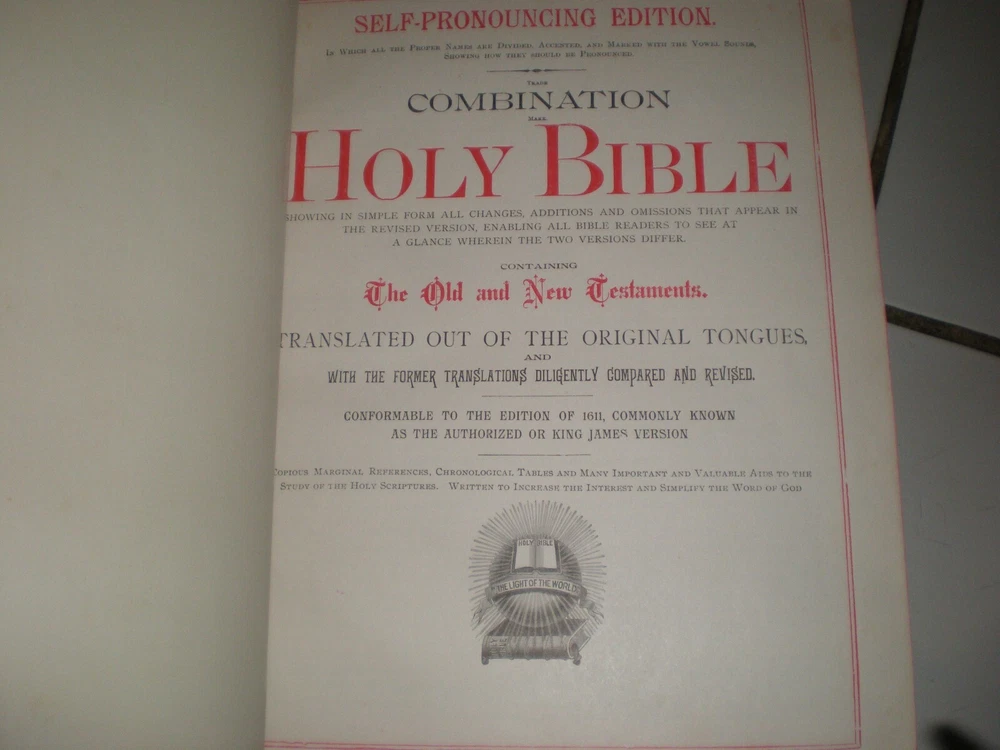 SELF-PRONOUNCING EDITION.
In Which all the Proper Names are Divided, Accented, and Marked with the Vowel Sounds,
Showing how they should be Pronounced.
Trade
COMBINATION
Mark.
HOLY BIBLE
SHOWING IN SIMPLE FORM ALL CHANGES, ADDITIONS AND OMISSIONS THAT APPEAR IN
THE REVISED VERSION, ENABLING ALL BIBLE READERS TO SEE AT
A GLANCE WHEREIN THE TWO VERSIONS DIFFER.
CONTAINING
The Old and New Testaments.
TRANSLATED OUT OF THE ORIGINAL TONGUES,
AND
WITH THE FORMER TRANSLATIONS DILIGENTLY COMPARED AND REVISED.
CONFORMABLE TO THE EDITION OF 1611, COMMONLY KNOWN
AS THE AUTHORIZED OR KING JAMES VERSION
Copious Marginal References, Chronological Tables and Many Important and Valuable Aids to the
Study of the Holy Scriptures. Written to Increase the Interest and Simplify the Word of God
HOLY BIBLE
THE LIGHT OF THE WORLD